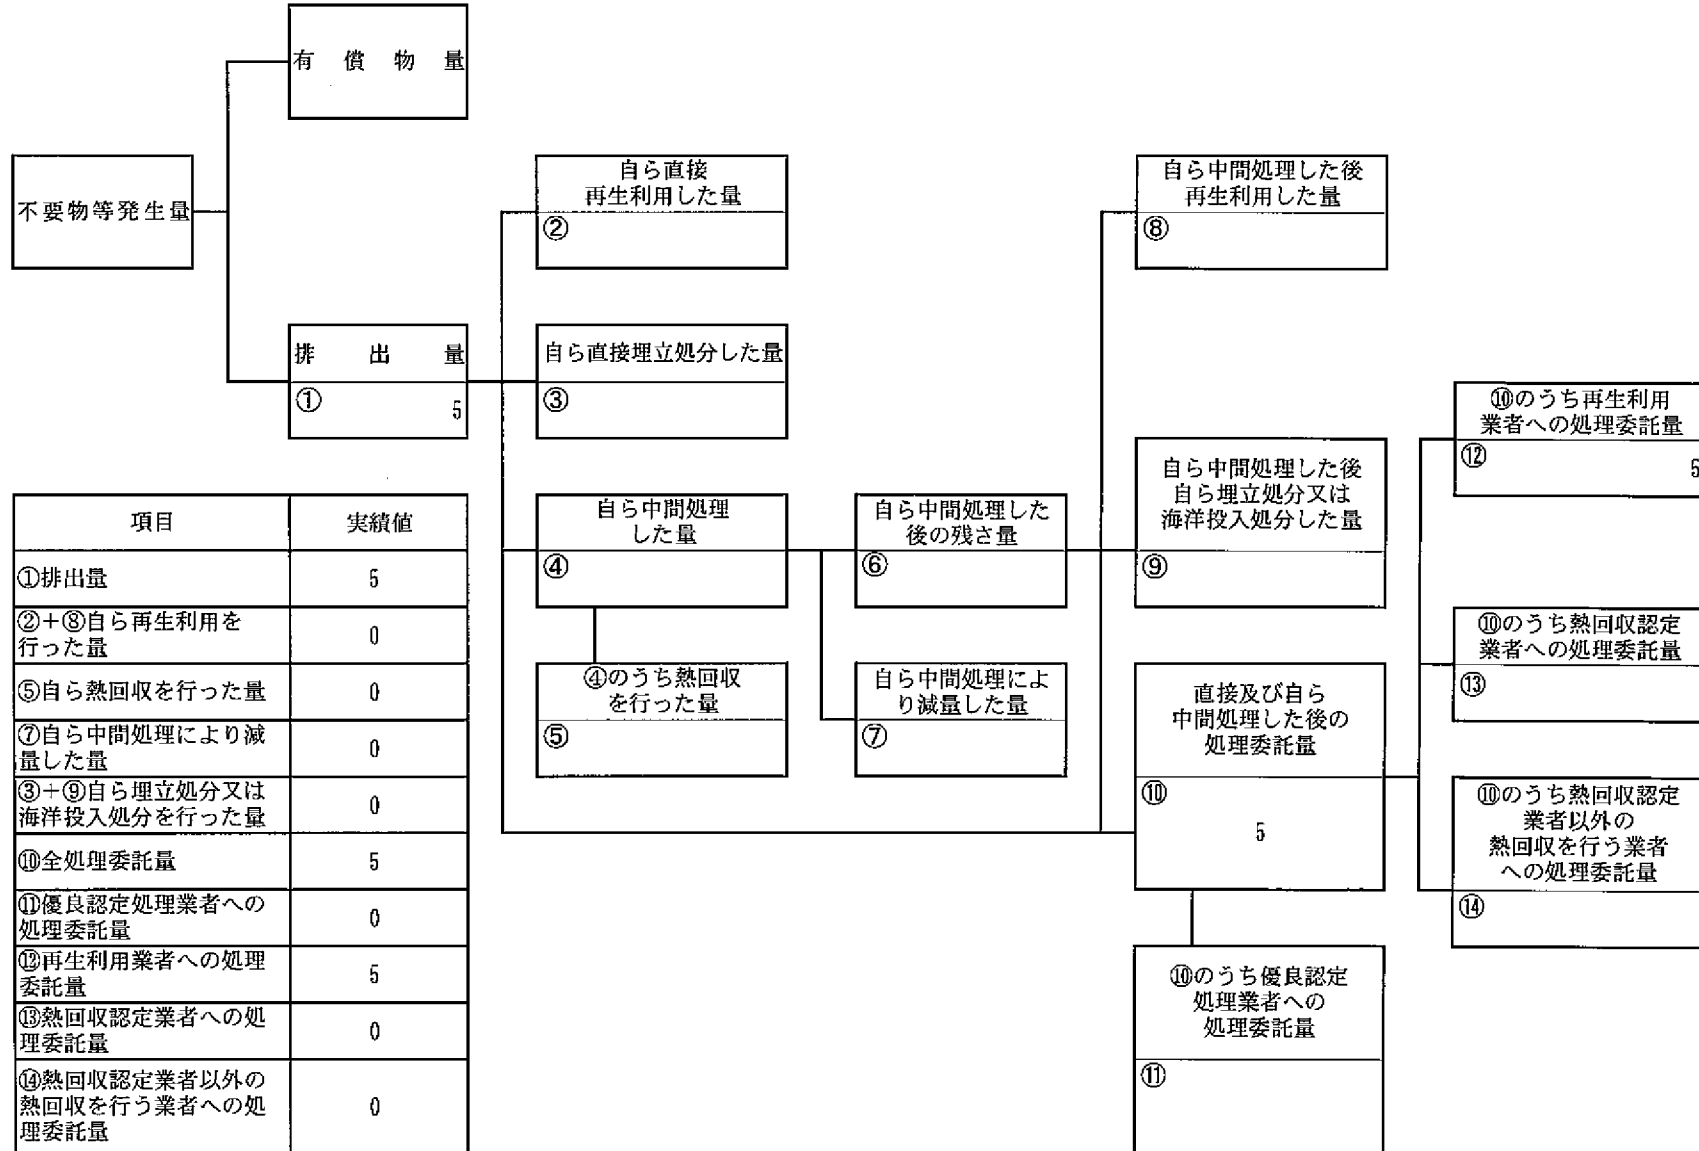 有償物量
不要物等発生量
自ら直接
再生利用した量
②
自ら中間処理した後
再生利用した量
⑧
排出量
①
5
自ら直接埋立処分した量
③
⑩のうち再生利用
業者への処理委託量
⑫
5
自ら中間処理
した量
④
自ら中間処理した
後の残さ量
⑥
自ら中間処理した後
自ら埋立処分又は
海洋投入処分した量
⑨
④のうち熱回収
を行った量
⑤
自ら中間処理によ
り減量した量
⑦
直接及び自ら
中間処理した後の
処理委託量
⑩
5
⑩のうち熱回収認定
業者への処理委託量
⑬
⑩のうち熱回収認定
業者以外の
熱回収を行う業者
への処理委託量
⑭
⑩のうち優良認定
処理業者への
処理委託量
⑪
項目 実績値
①排出量 5
②+⑧自ら再生利用を
行った量 0
⑤自ら熱回収を行った量 0
⑦自ら中間処理により減
量した量 0
③+⑨自ら埋立処分又は
海洋投入処分を行った量 0
⑩全処理委託量 5
⑪優良認定処理業者への
処理委託量 0
⑫再生利用業者への処理
委託量 5
⑬熱回収認定業者への処
理委託量 0
⑭熱回収認定業者以外の
熱回収を行う業者への処
理委託量 0